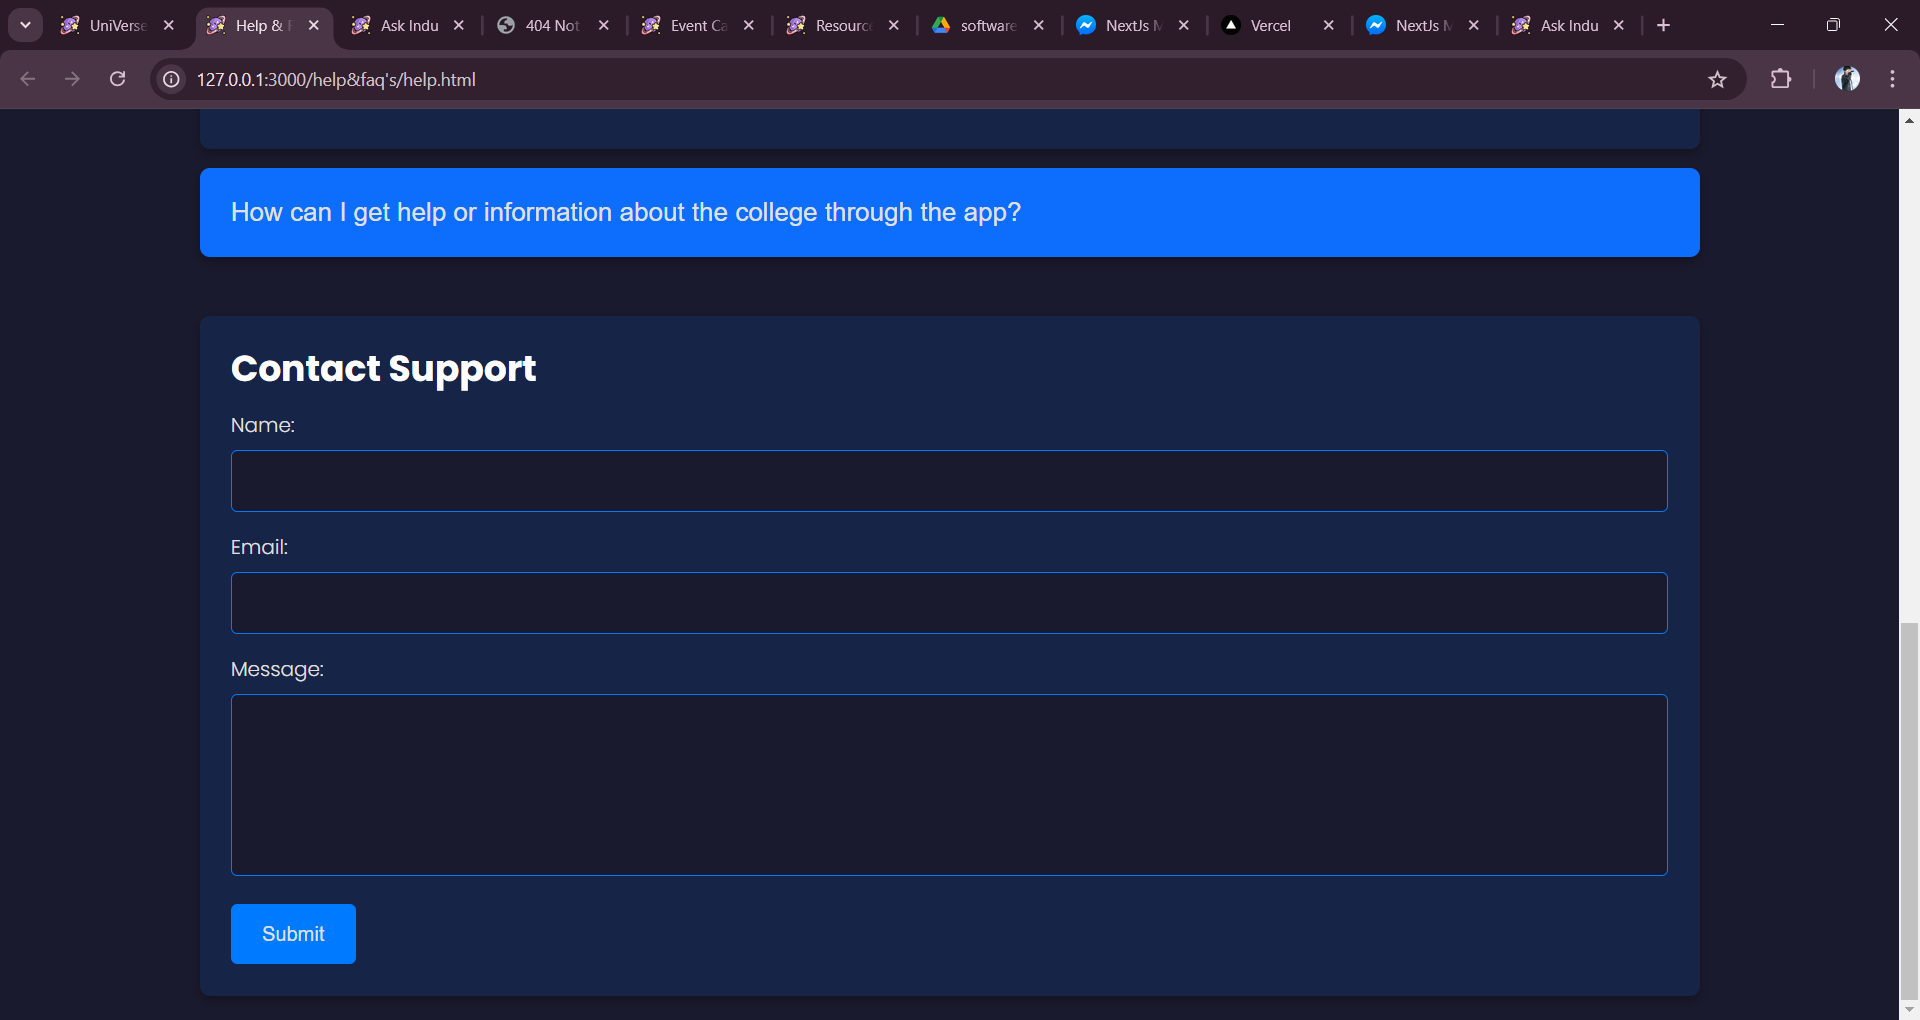 UniVerse
Help &
Ask Indu
404 Not
Event Ca
Resource
software
NextJs M
Vercel
NextJs M
Ask Indu
127.0.0.1:3000/help&faq's/help.html
How can I get help or information about the college through the app?
Contact Support
Name:
Email:
Message:
Submit